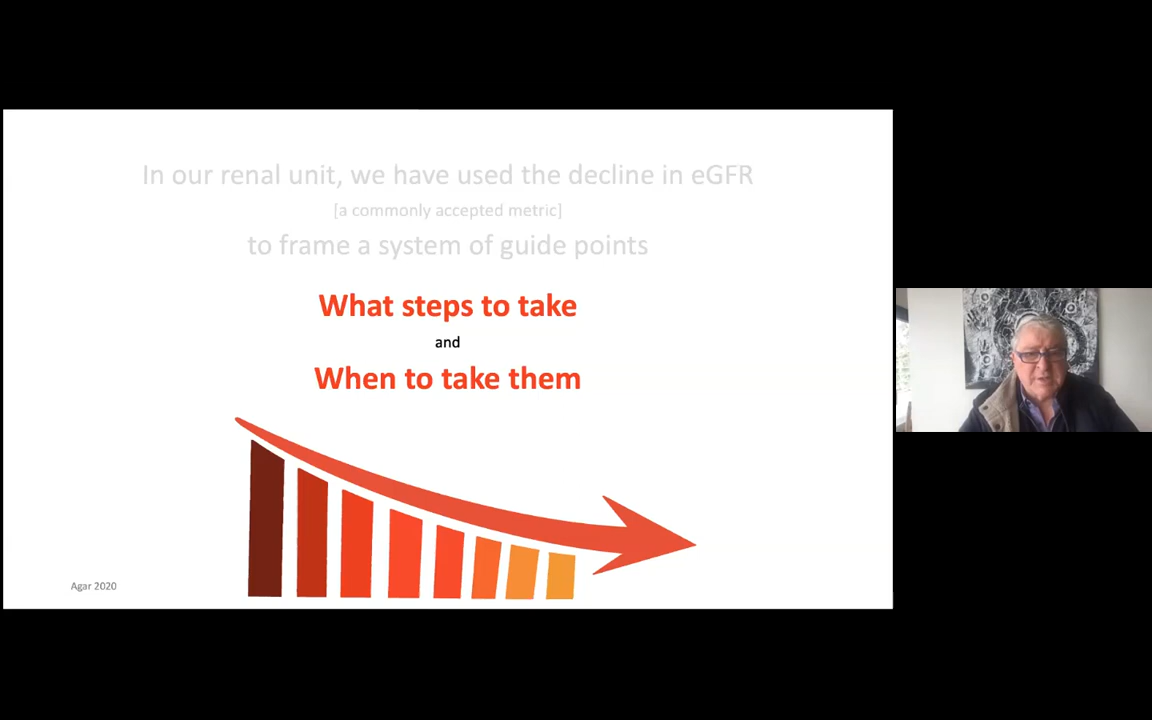 In our renal unit, we have used the decline in eGFR
[a commonly accepted metric]
to frame a system of guide points
What steps to take
and
When to take them
Agar 2020